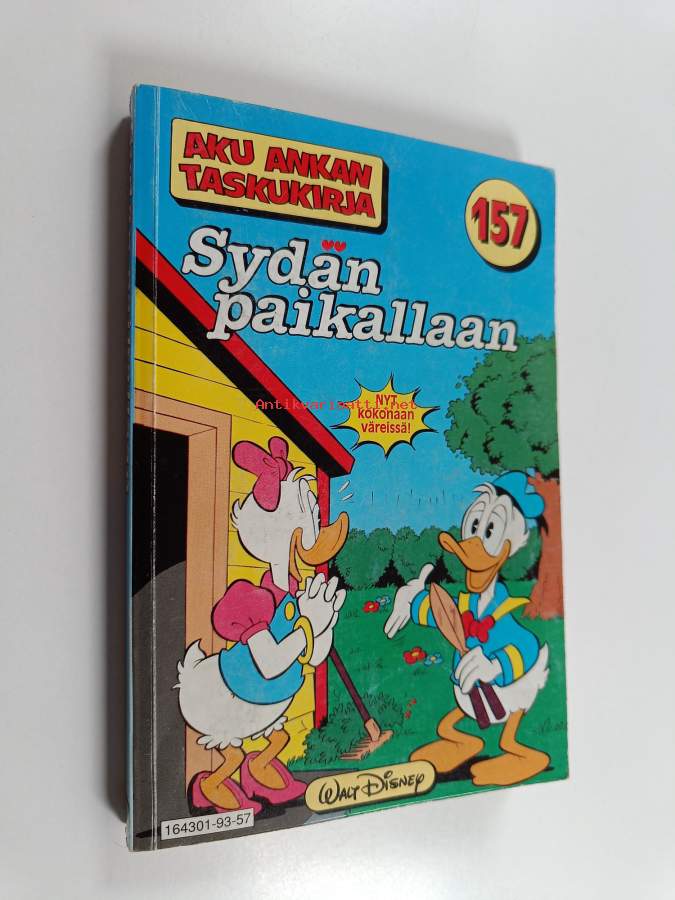 AKU ANKAN
TASKUKIRJA
157
Sydän
paikallaan
Antikvariaatti.net
NYT
kokonaan
väreissä!
WALT DISNEY
164301-93-57